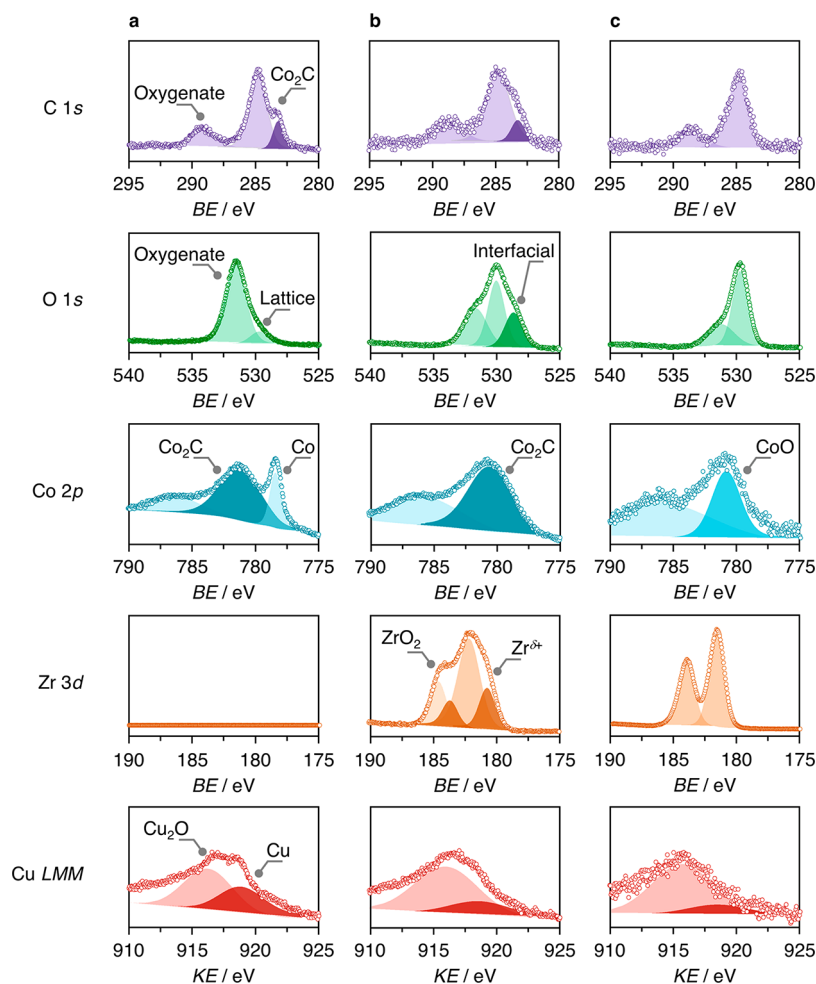 a b c
C 1s
Oxygenate
Co₂C
295 290 285 280
BE / eV
295 290 285 280
BE / eV
295 290 285 280
BE / eV
O 1s
Oxygenate
Lattice
Interfacial
540 535 530 525
BE / eV
540 535 530 525
BE / eV
540 535 530 525
BE / eV
Co 2p
Co₂C
Co
Co₂C
CoO
790 785 780 775
BE / eV
790 785 780 775
BE / eV
790 785 780 775
BE / eV
Zr 3d
ZrO₂
Zrᵟ⁺
190 185 180 175
BE / eV
190 185 180 175
BE / eV
190 185 180 175
BE / eV
Cu LMM
Cu₂O
Cu
910 915 920 925
KE / eV
910 915 920 925
KE / eV
910 915 920 925
KE / eV